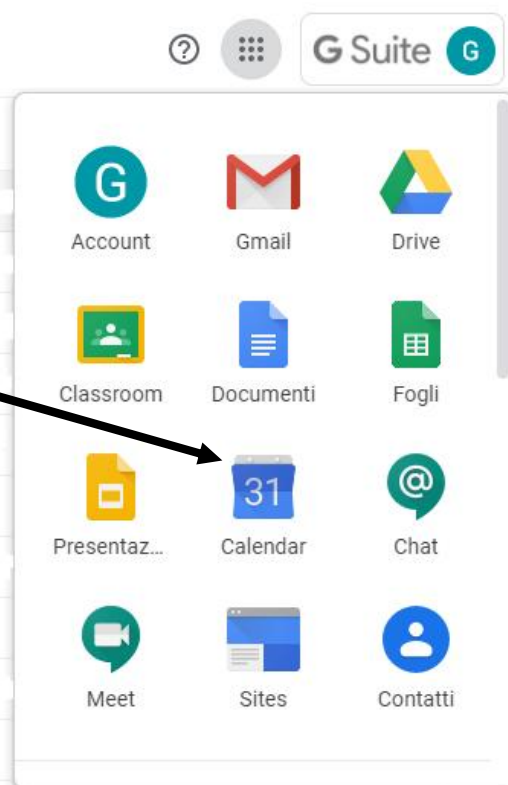 G Suite G
G
Account Gmail Drive
Classroom Documenti Fogli
31
Presentaz... Calendar Chat
Meet Sites Contatti